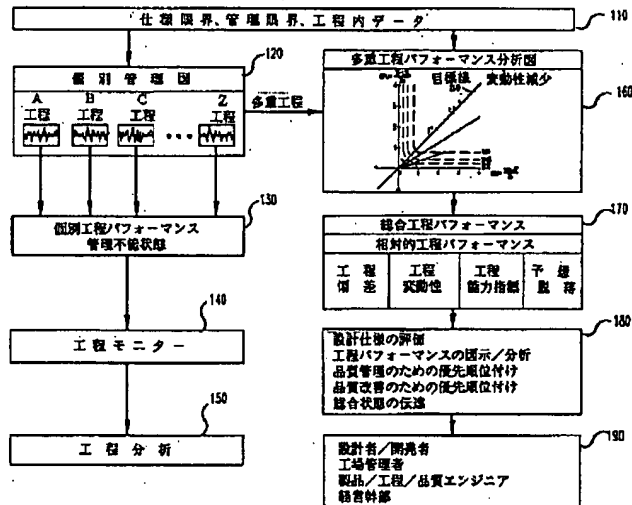 仕様限界、管理限界、工程内データ
110
120
個別管理図
A B C Z
工程 工程 工程 工程
多重工程
多重工程パフォーマンス分析図
目標線 変動性減少
160
130
個別工程パフォーマンス
管理不能状態
総合工程パフォーマンス
170
相対的工程パフォーマンス
工程
偏差
工程
変動性
工程
能力指数
予想
脱落
140
工程モニター
180
設計仕様の評価
工程パフォーマンスの図示/分析
品質管理のための優先順位付け
品質改善のための優先順位付け
総合状態の伝達
150
工程分析
190
設計者/開発者
工場管理者
製品/工程/品質エンジニア
経営幹部